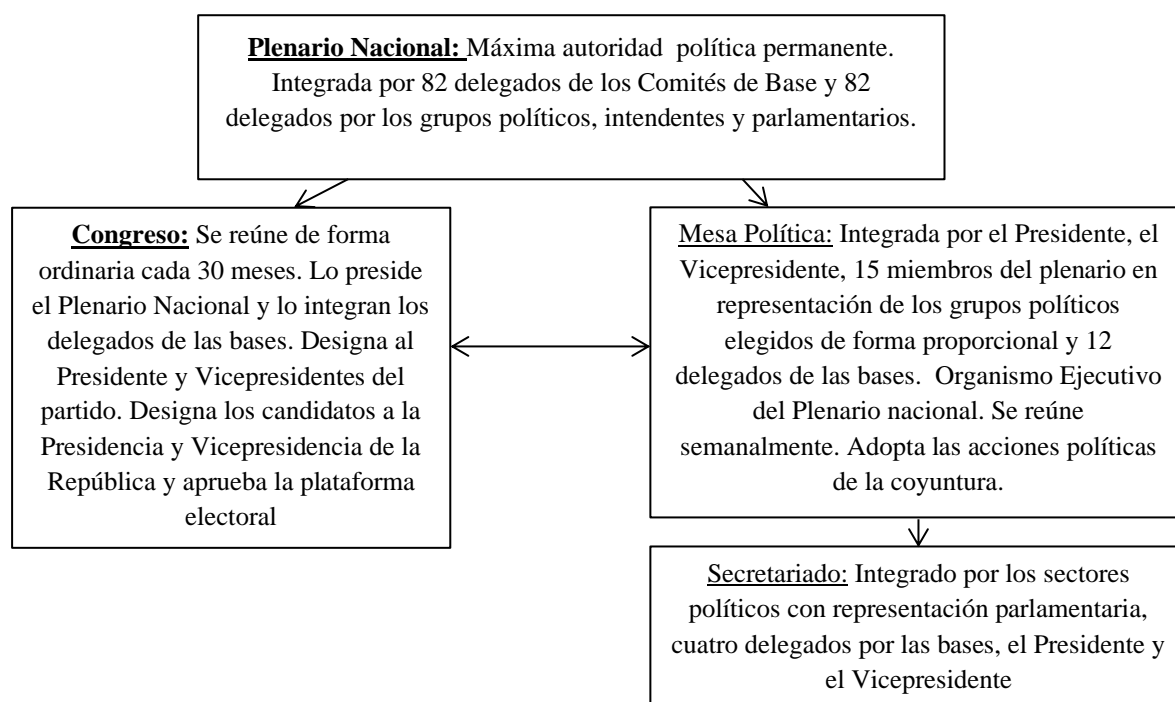 Plenario Nacional: Máxima autoridad política permanente.
Integrada por 82 delegados de los Comités de Base y 82
delegados por los grupos políticos, intendentes y parlamentarios.
Congreso: Se reúne de forma
ordinaria cada 30 meses. Lo preside
el Plenario Nacional y lo integran los
delegados de las bases. Designa al
Presidente y Vicepresidentes del
partido. Designa los candidatos a la
Presidencia y Vicepresidencia de la
República y aprueba la plataforma
electoral
Mesa Política: Integrada por el Presidente, el
Vicepresidente, 15 miembros del plenario en
representación de los grupos políticos
elegidos de forma proporcional y 12
delegados de las bases. Organismo Ejecutivo
del Plenario nacional. Se reúne
semanalmente. Adopta las acciones políticas
de la coyuntura.
Secretariado: Integrado por los sectores
políticos con representación parlamentaria,
cuatro delegados por las bases, el Presidente y
el Vicepresidente